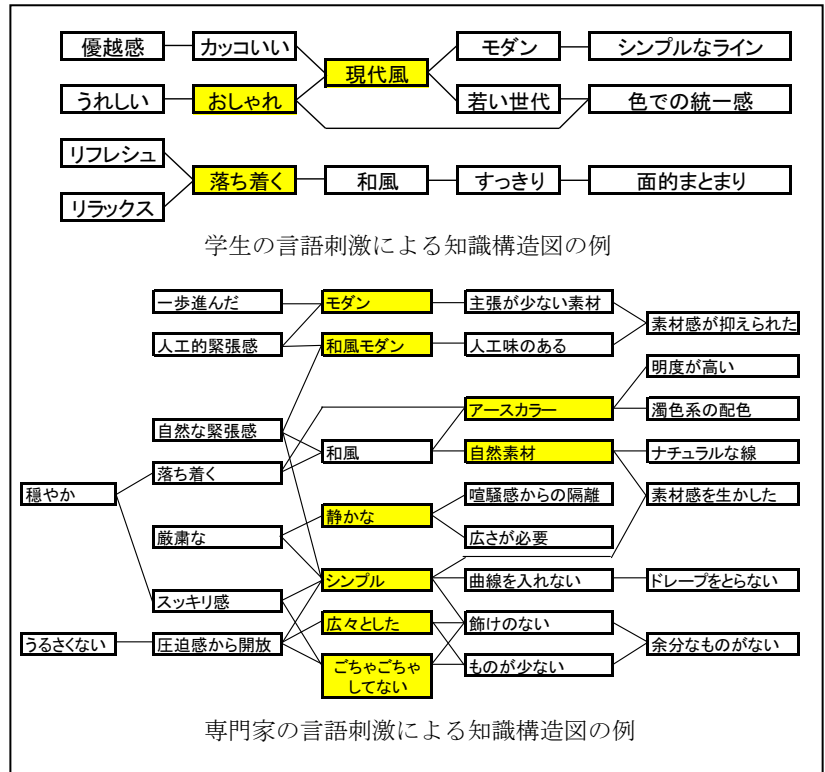 優越感
カッコいい
現代風
モダン
シンプルなライン
うれしい
おしゃれ
若い世代
色での統一感
リフレシュ
リラックス
落ち着く
和風
すっきり
面的まとまり
学生の言語刺激による知識構造図の例
一歩進んだ
モダン
主張が少ない素材
素材感が抑えられた
人工的緊張感
和風モダン
人工味のある
明度が高い
アースカラー
濁色系の配色
自然な緊張感
和風
自然素材
ナチュラルな線
落ち着く
穏やか
喧騒感からの隔離
素材感を生かした
静かな
厳粛な
広さが必要
シンプル
曲線を入れない
ドレープをとらない
スッキリ感
広々とした
飾けのない
うるさくない
圧迫感から開放
余分なものがない
ごちゃごちゃ
してない
ものが少ない
専門家の言語刺激による知識構造図の例